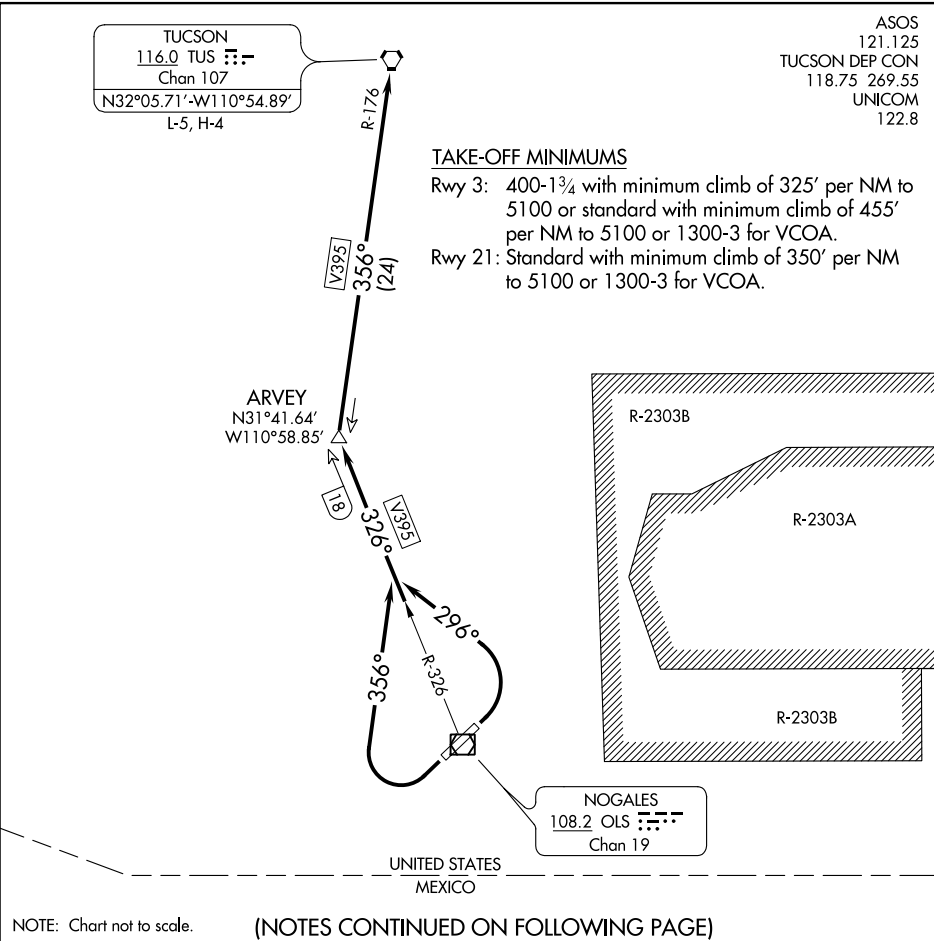 TUCSON
116.0 TUS
Chan 107
N32°05.71'-W110°54.89'
L-5, H-4
ASOS
121.125
TUCSON DEP CON
118.75 269.55
UNICOM
122.8
R-176
TAKE-OFF MINIMUMS
Rwy 3: 400-1¾ with minimum climb of 325' per NM to
5100 or standard with minimum climb of 455'
per NM to 5100 or 1300-3 for VCOA.
Rwy 21: Standard with minimum climb of 350' per NM
to 5100 or 1300-3 for VCOA.
V395
356°
(24)
ARVEY
N31°41.64'
W110°58.85'
18
326°
V395
296°
356°
R-326
R-2303B
R-2303A
R-2303B
NOGALES
108.2 OLS
Chan 19
UNITED STATES
MEXICO
NOTE: Chart not to scale.
(NOTES CONTINUED ON FOLLOWING PAGE)